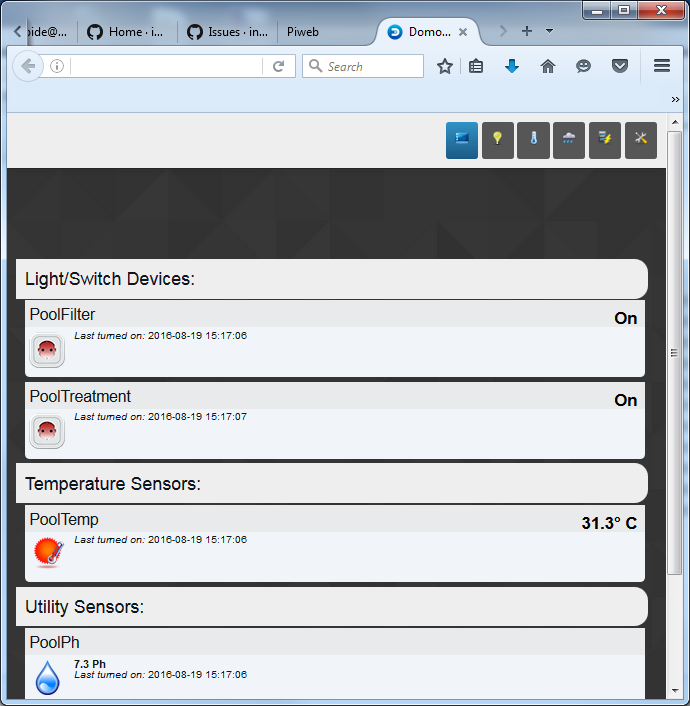 oide@...
Home · i...
Issues · in...
Piweb
Domo...
Search
Light/Switch Devices:
PoolFilter
On
Last turned on: 2016-08-19 15:17:06
PoolTreatment
On
Last turned on: 2016-08-19 15:17:07
Temperature Sensors:
PoolTemp
31.3° C
Last turned on: 2016-08-19 15:17:06
Utility Sensors:
PoolPh
7.3 Ph
Last turned on: 2016-08-19 15:17:06